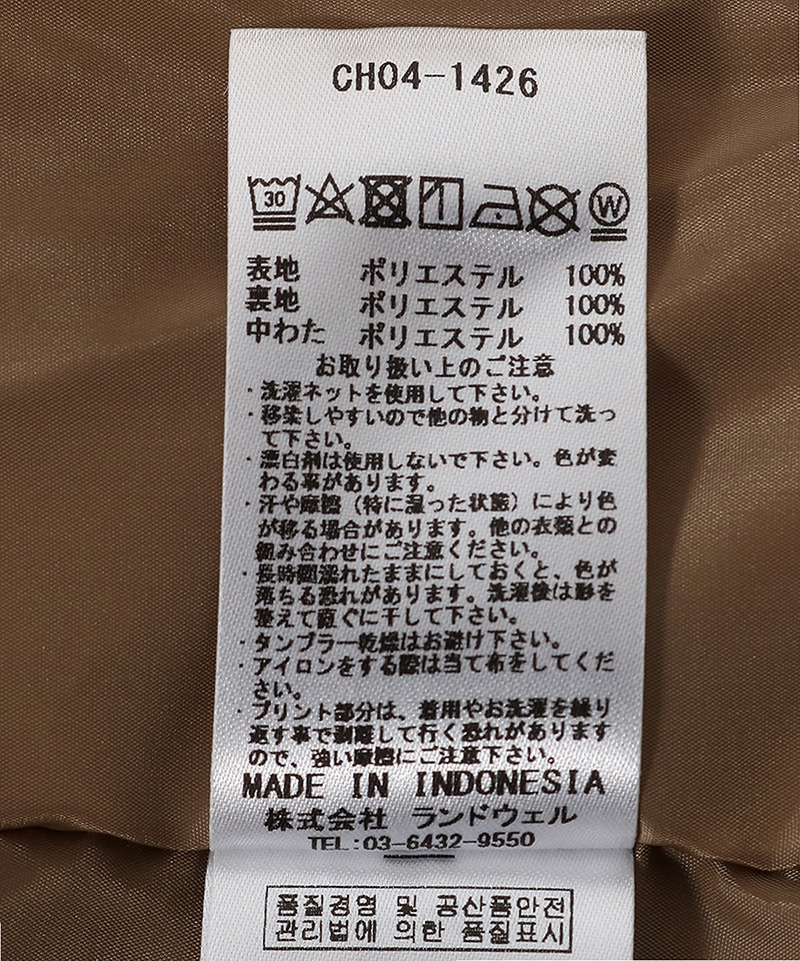 CH04-1426
30
W
表地 ポリエステル 100%
裏地 ポリエステル 100%
中わた ポリエステル 100%
お取り扱い上のご注意
・洗濯ネットを使用して下さい。
・移染しやすいので他の物と分けて洗っ
て下さい。
・漂白剤は使用しないで下さい。色が変
わる事があります。
・汗や摩擦（特に湿った状態）により色
が移る場合があります。他の衣類との
組み合わせにご注意ください。
・長時間濡れたままにしておくと、色が
落ちる恐れがあります。洗濯後は形を
整えて直ぐに干して下さい。
・タンブラー乾燥はお避け下さい。
・アイロンをする際は当て布をしてくだ
さい。
・プリント部分は、着用やお洗濯を繰り
返す事で剥離して行く恐れがあります
ので、強い摩擦にご注意下さい。
MADE IN INDONESIA
株式会社 ランドウェル
TEL:03-6432-9550
품질경영 및 공산품안전
관리법에 의한 품질표시